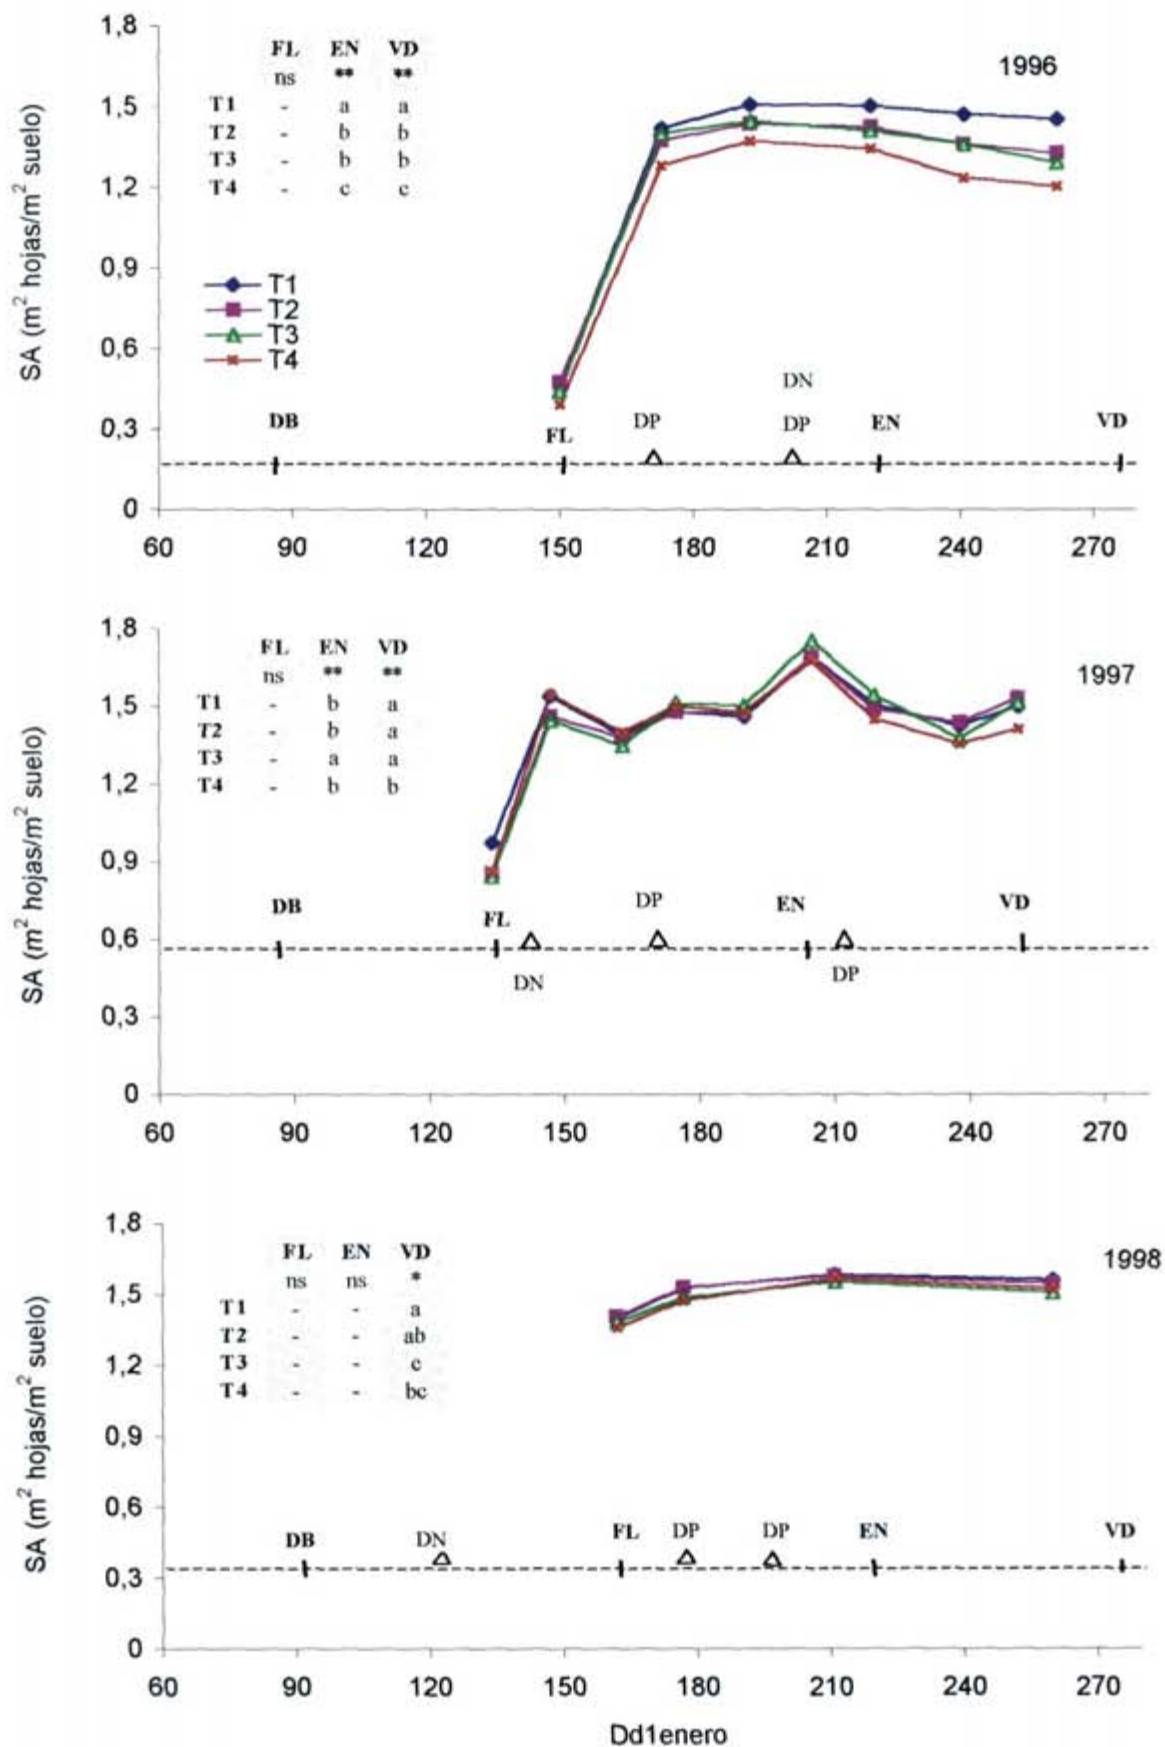 1.8
FL EN VD
1996
ns ** **
1.5
T1 - a a
T2 - b b
T3 - b b
1.2
T4 - c c
SA (m² hojas/m² suelo)
0,9
T1
T2
T3
T4
0,6
0,3
DB FL DP DN DP EN VD
0
60 90 120 150 180 210 240 270
1,8
FL EN VD
1997
ns ** **
1,5
T1 - b a
T2 - b a
T3 - a a
1,2
T4 - b b
SA (m² hojas/m² suelo)
0,9
DB FL DP EN VD
0,6
DN DP
0,3
0
60 90 120 150 180 210 240 270
1,8
FL EN VD
1998
ns ns *
1,5
T1 - - a
T2 - - ab
T3 - - c
1,2
T4 - - bc
SA (m² hojas/m² suelo)
0,9
0,6
DB DN FL DP DP EN VD
0,3
0
60 90 120 150 180 210 240 270
Dd1enero